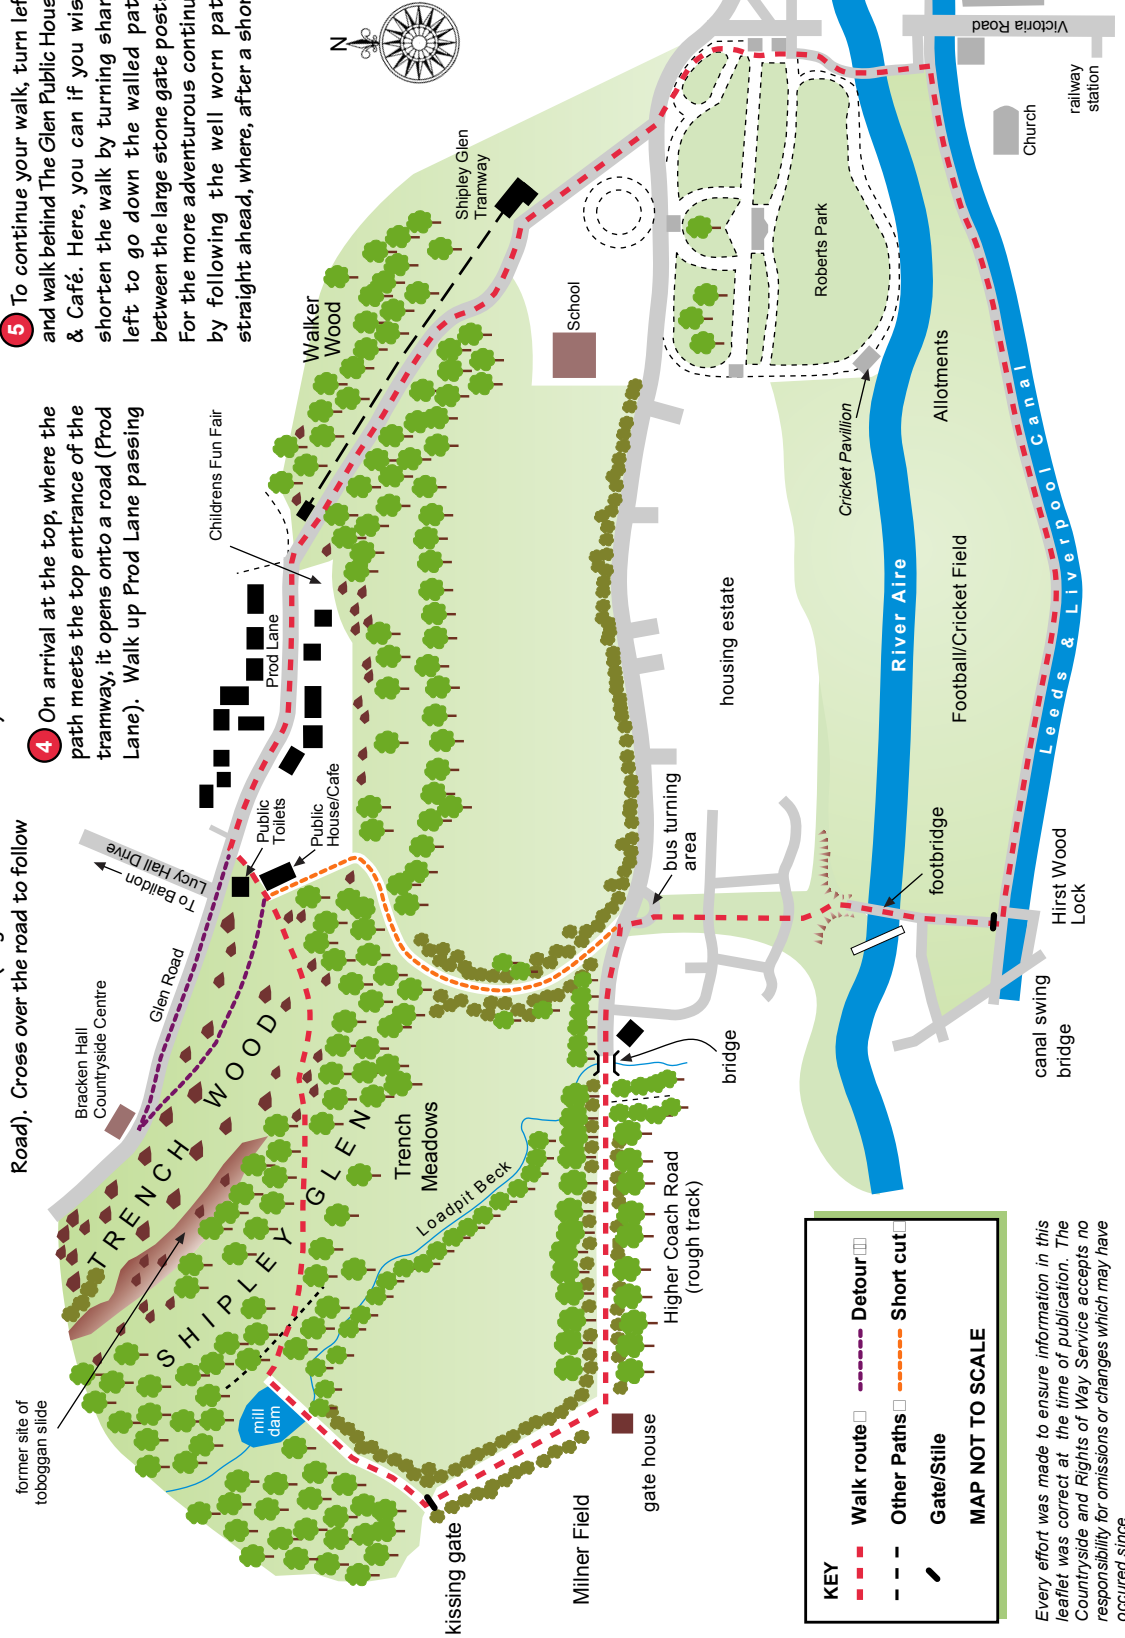 Road). Cross over the road to follow
4 On arrival at the top, where the
path meets the top entrance of the
tramway, it opens onto a road (Prod
Lane). Walk up Prod Lane passing
5 To continue your walk, turn lef
and walk behind The Glen Public Hous
& Café. Here, you can if you wis
shorten the walk by turning shar
left to go down the walled pat
between the large stone gate posts
For the more adventurous continu
by following the well worn pat
straight ahead, where, after a shor
N
former site of
toboggan slide
Bracken Hall
Countryside Centre
Glen Road
To Baildon
Lucy Hall Drive
Public
Toilets
Public
House/Cafe
Prod Lane
Childrens Fun Fair
Walker
Wood
Shipley Glen
Tramway
TRENCH WOOD
SHIPLEY GLEN
mill
dam
Trench
Meadows
Loadpit Beck
kissing gate
Milner Field
gate house
Higher Coach Road
(rough track)
bridge
bus turning
area
housing estate
School
Roberts Park
Cricket Pavillion
River Aire
Allotments
Football/Cricket Field
footbridge
Leeds & Liverpool Canal
Hirst Wood
Lock
canal swing
bridge
Church
railway
station
Victoria Road
KEY
Walk route
Detour
Other Paths
Short cut
Gate/Stile
MAP NOT TO SCALE
Every effort was made to ensure information in this
leaflet was correct at the time of publication. The
Countryside and Rights of Way Service accepts no
responsibility for omissions or changes which may have
occured since